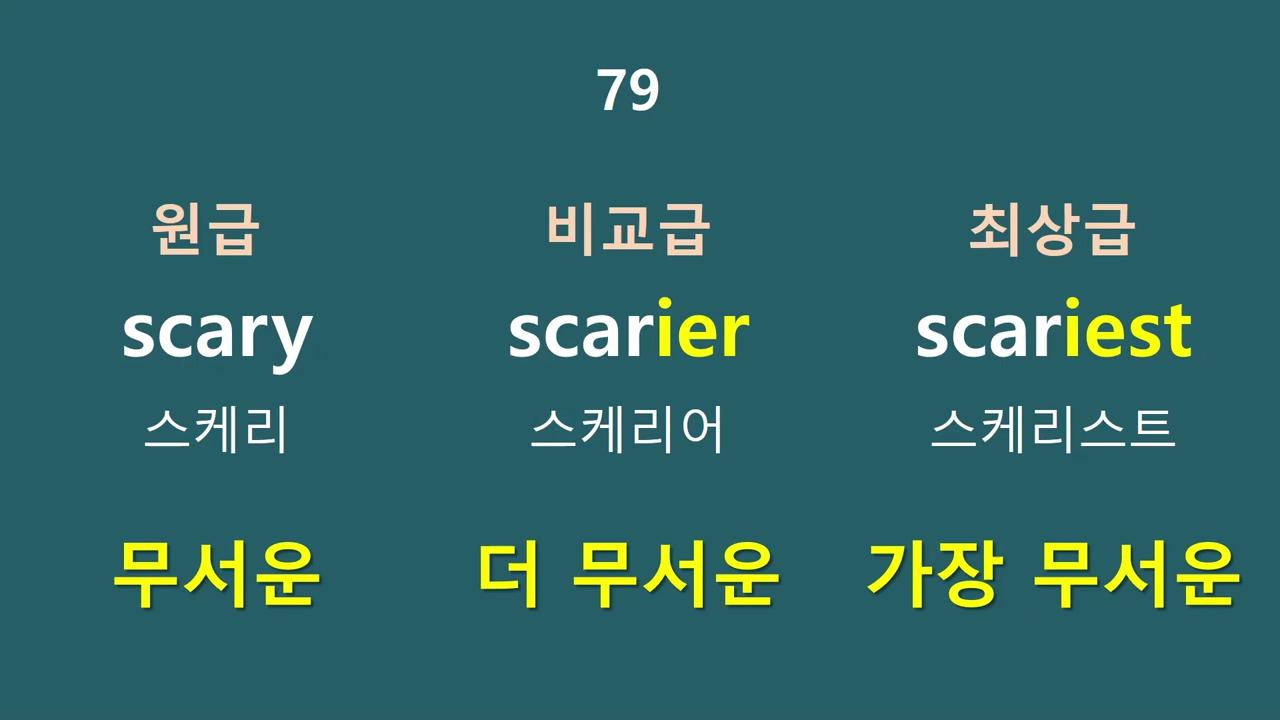 79
원급 비교급 최상급
scary scarier scariest
스케리 스케리어 스케리스트
무서운 더 무서운 가장 무서운